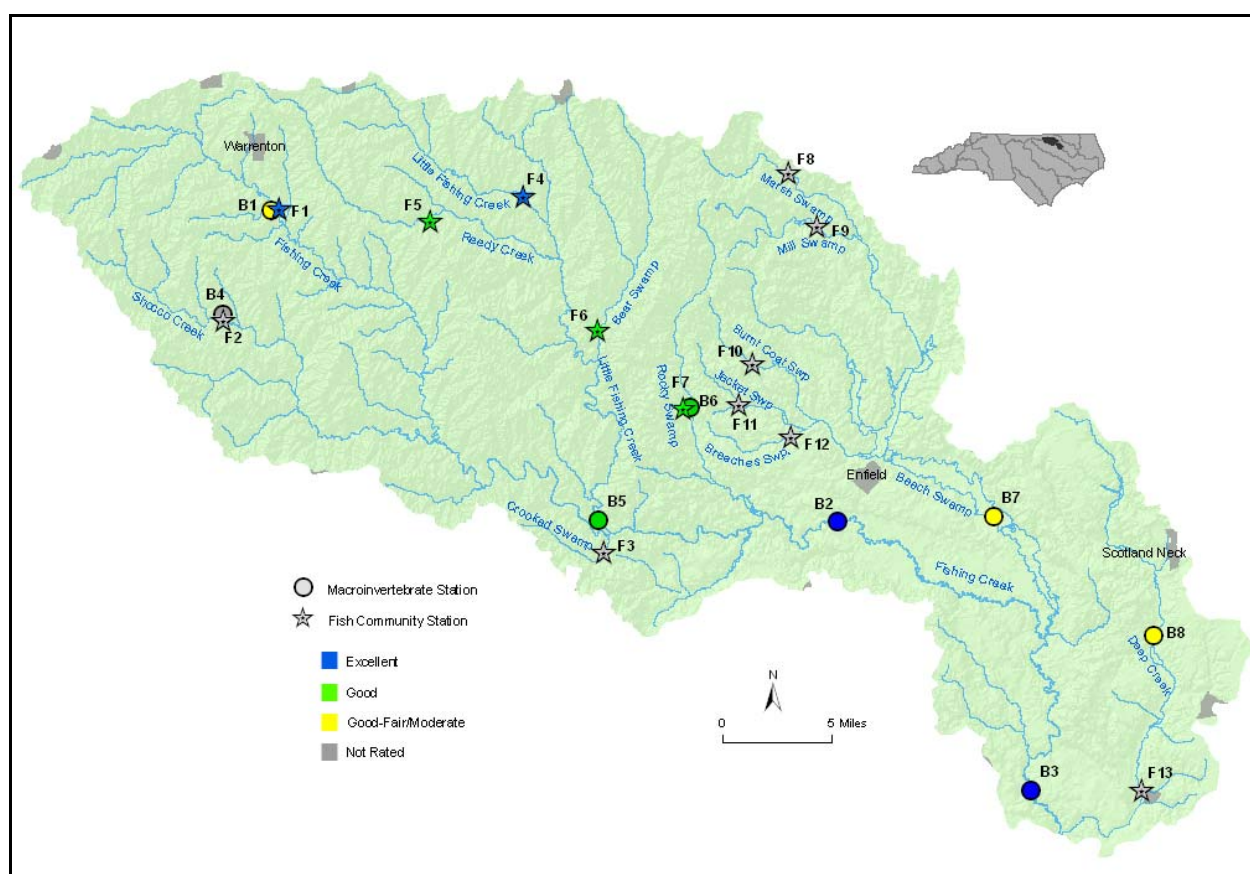 F8
Warrenton
Marsh Swamp
Little Fishing Creek
F4
B1
F1
F5
F9
Mill Swamp
Reedy Creek
Fishing Creek
Bear Swamp
B4
Shocco Creek
F2
F6
Burnt Coat Swp
F10
Little Fishing Creek
Rocky Swamp
Jacket Swp
F7
B6
F11
F12
Breaches Swp.
Enfield
Beech Swamp
B7
B5
B2
Crooked Swamp
F3
Scotland Neck
Fishing Creek
Macroinvertebrate Station
Fish Community Station
B8
Deep Creek
Excellent
Good
N
Good-Fair/Moderate
0 5 Miles
Not Rated
B3
F13